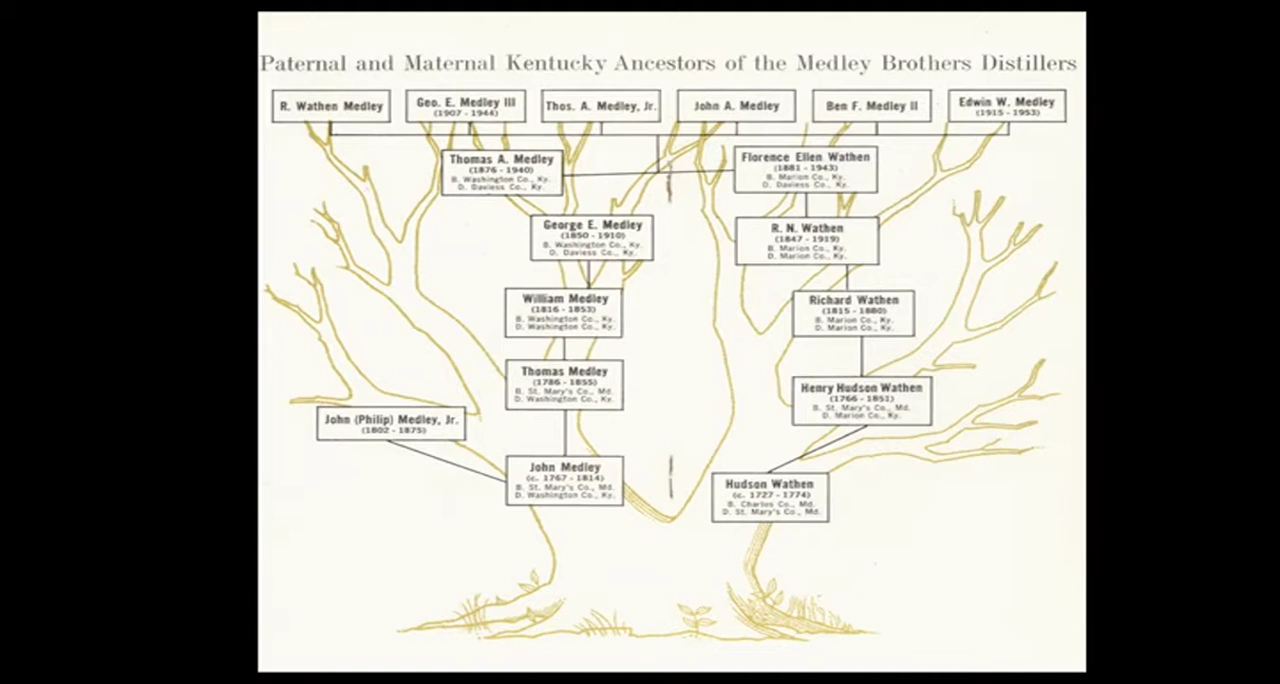 Paternal and Maternal Kentucky Ancestors of the Medley Brothers Distillers
R. Wathen Medley
Geo. E. Medley III
(1907 - 1944)
Thos. A. Medley, Jr.
John A. Medley
Ben F. Medley II
Edwin W. Medley
(1915 - 1953)
Thomas A. Medley
(1876 - 1940)
B. Washington Co., Ky.
D. Daviess Co., Ky.
Florence Ellen Wathen
(1881 - 1943)
B. Marion Co., Ky.
D. Daviess Co., Ky.
George E. Medley
(1850 - 1910)
B. Washington Co., Ky.
D. Daviess Co., Ky.
R. N. Wathen
(1847 - 1919)
B. Marion Co., Ky.
D. Marion Co., Ky.
William Medley
(1816 - 1853)
B. Washington Co., Ky.
D. Washington Co., Ky.
Richard Wathen
(1815 - 1880)
B. Marion Co., Ky.
D. Marion Co., Ky.
Thomas Medley
(1786 - 1855)
B. St. Mary's Co., Md.
D. Washington Co., Ky.
Henry Hudson Wathen
(1766 - 1851)
B. St. Mary's Co., Md.
D. Marion Co., Ky.
John (Philip) Medley, Jr.
(1802 - 1875)
John Medley
(c. 1767 - 1814)
B. St. Mary's Co., Md.
D. Washington Co., Ky.
Hudson Wathen
(c. 1727 - 1774)
B. Charles Co., Md.
D. St. Mary's Co., Md.